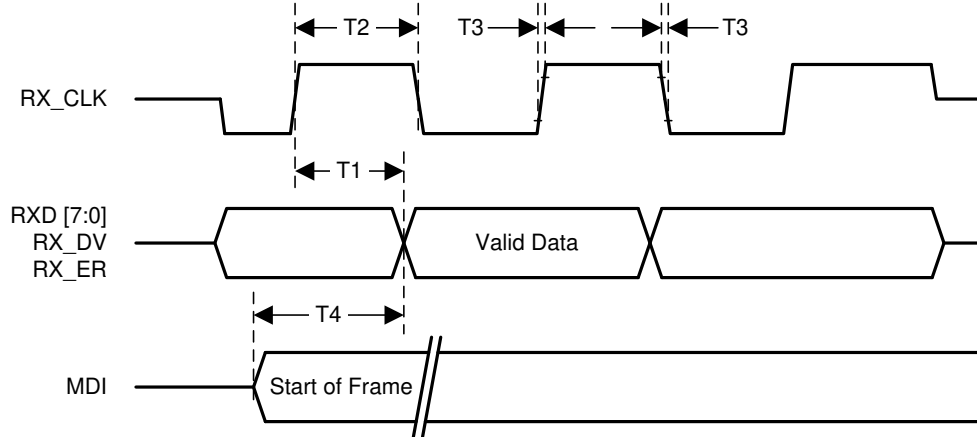 T2
T3
T3
RX_CLK
T1
RXD [7:0]
RX_DV
RX_ER
Valid Data
T4
MDI
Start of Frame